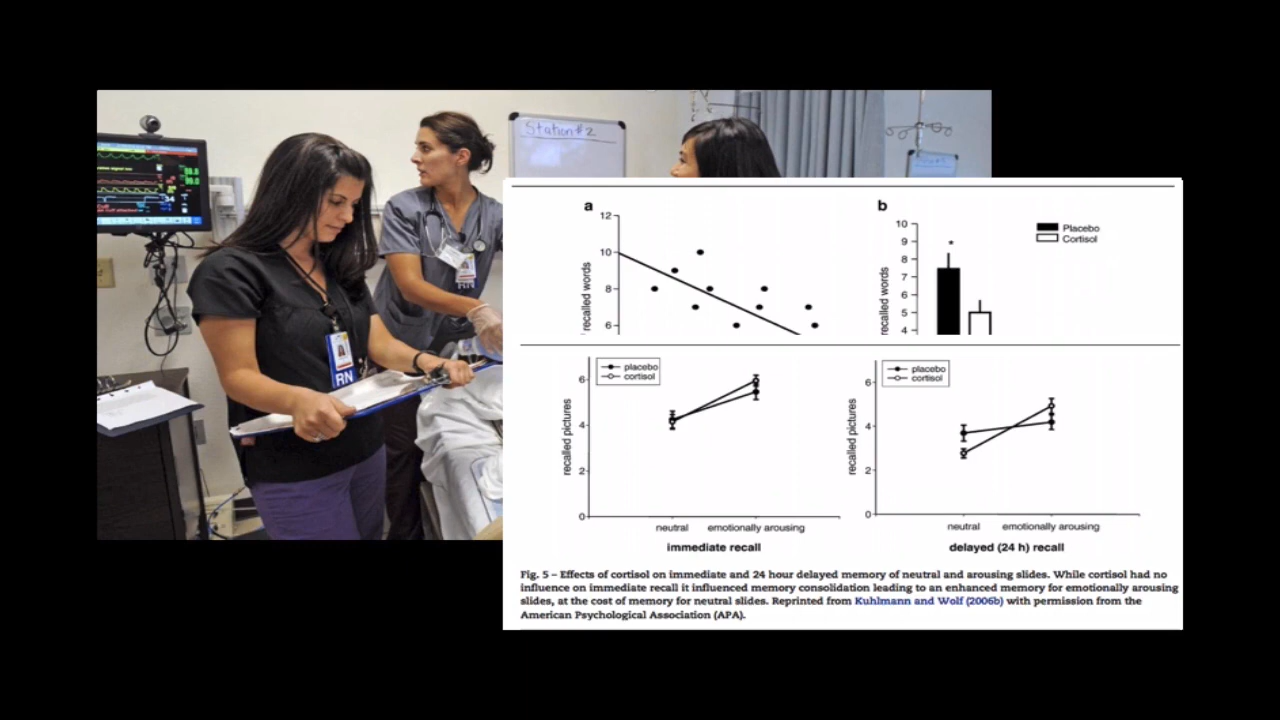 Station #2
RN
RN
a
12
10
8
6
recalled words
b
10
9
8
7
6
5
4
recalled words
*
Placebo
Cortisol
placebo
cortisol
6
4
2
0
recalled pictures
neutral emotionally arousing
immediate recall
placebo
cortisol
6
4
2
0
recalled pictures
neutral emotionally arousing
delayed (24 h) recall
Fig. 5 – Effects of cortisol on immediate and 24 hour delayed memory of neutral and arousing slides. While cortisol had no
influence on immediate recall it influenced memory consolidation leading to an enhanced memory for emotionally arousing
slides, at the cost of memory for neutral slides. Reprinted from Kuhlmann and Wolf (2006b) with permission from the
American Psychological Association (APA).